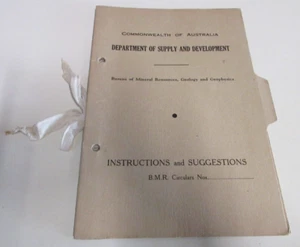 COMMONWEALTH OF AUSTRALIA
DEPARTMENT OF SUPPLY AND DEVELOPMENT
Bureau of Mineral Resources, Geology and Geophysics
INSTRUCTIONS and SUGGESTIONS
B.M.R. Circulars Nos.